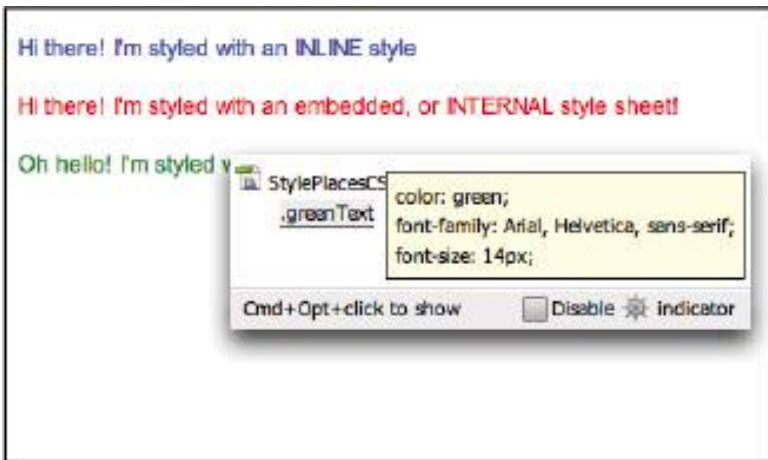 Hi there! I'm styled with an INLINE style
Hi there! I'm styled with an embedded, or INTERNAL style sheet!
Oh hello! I'm styled w
StylePlacesCS
.greenText
color: green;
font-family: Arial, Helvetica, sans-serif;
font-size: 14px;
Cmd+Opt+click to show Disable indicator